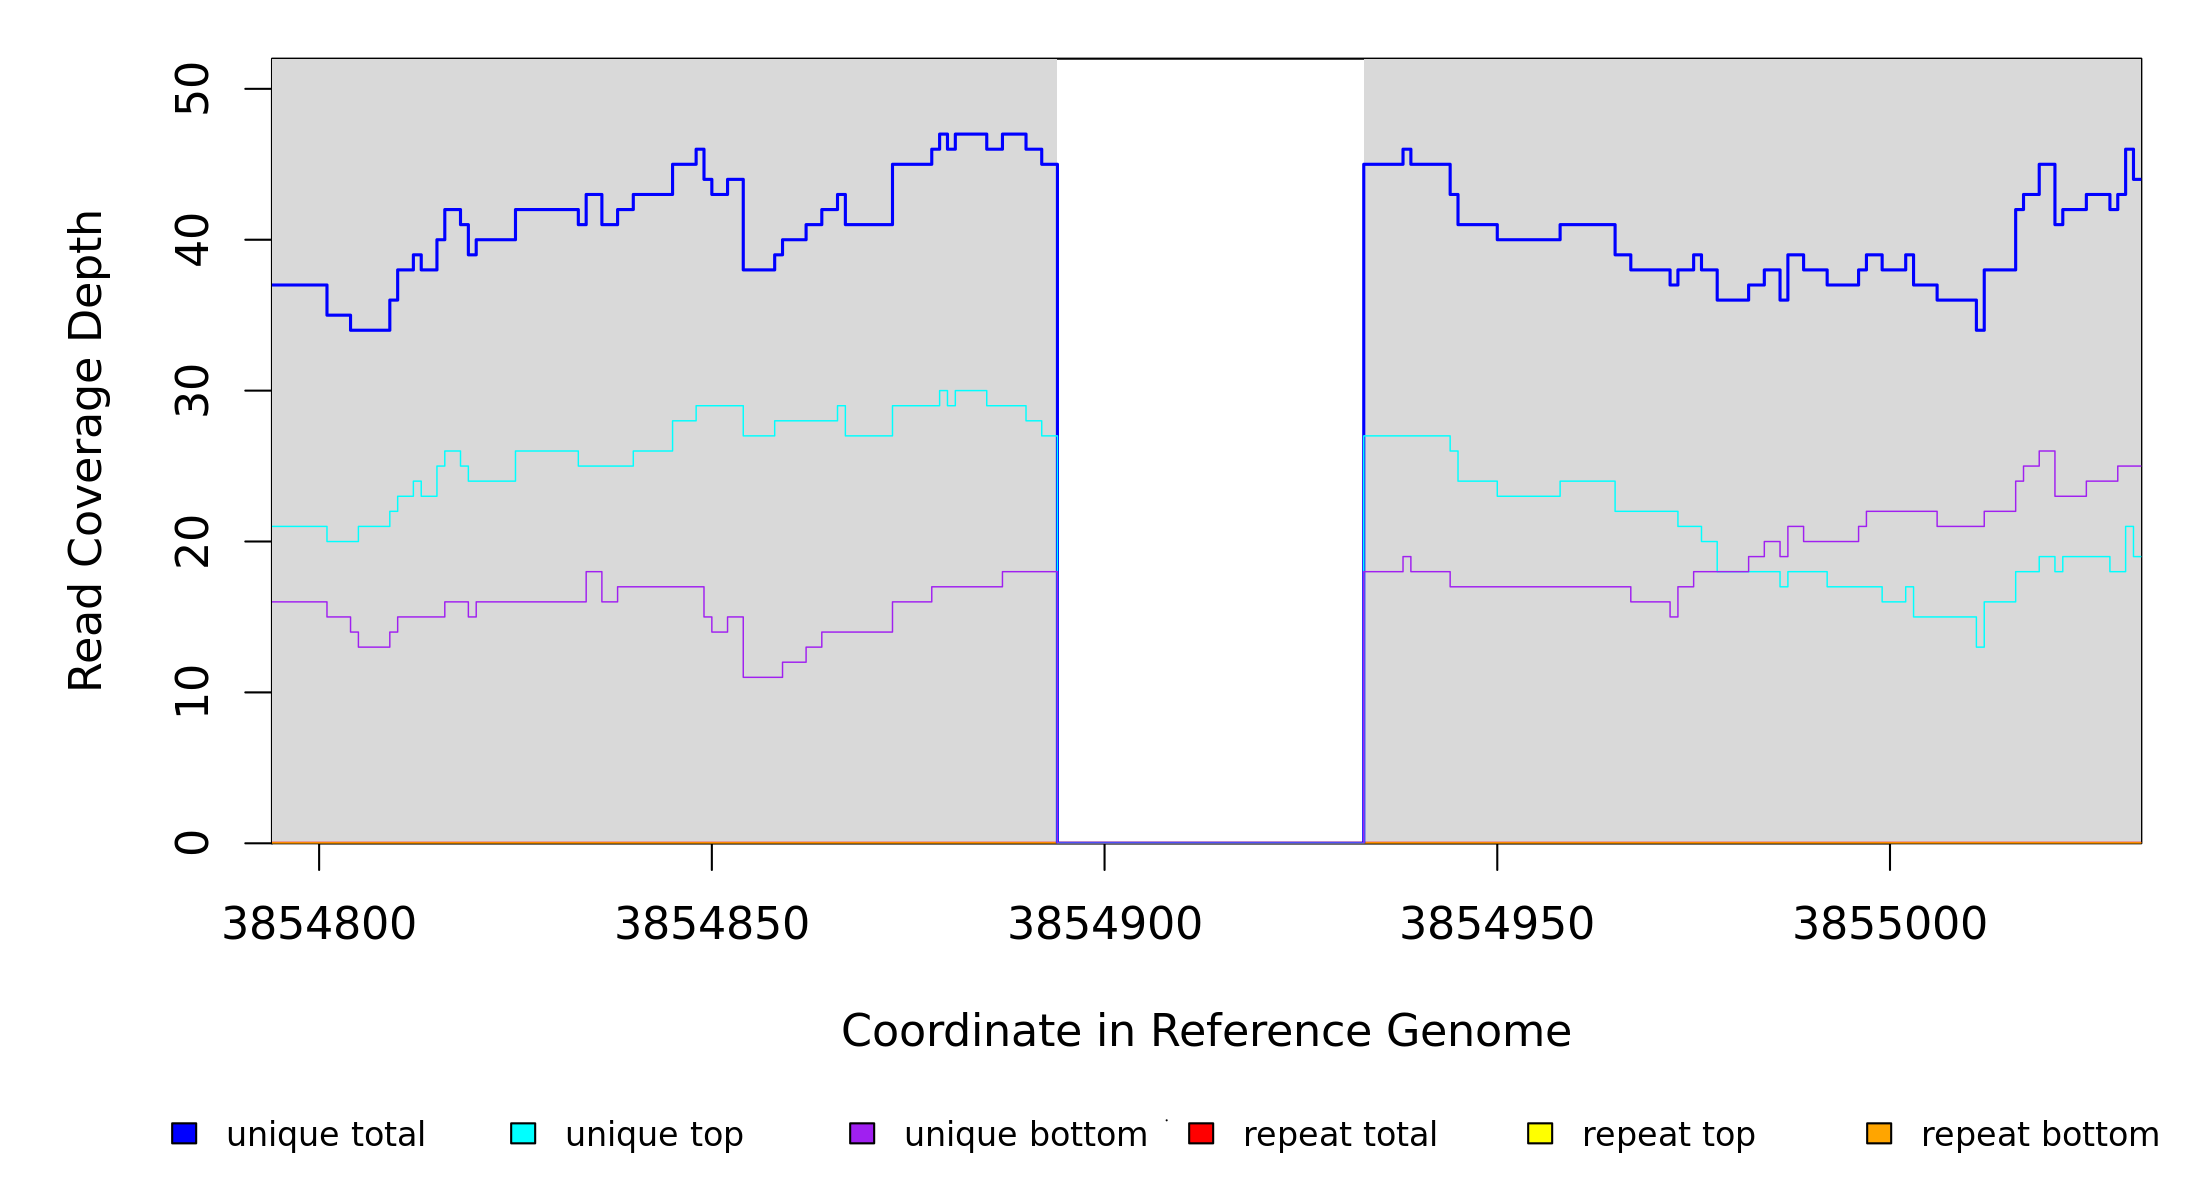 50
40
30
20
10
0
Read Coverage Depth
3854800 3854850 3854900 3854950 3855000
Coordinate in Reference Genome
unique total unique top unique bottom repeat total repeat top repeat bottom